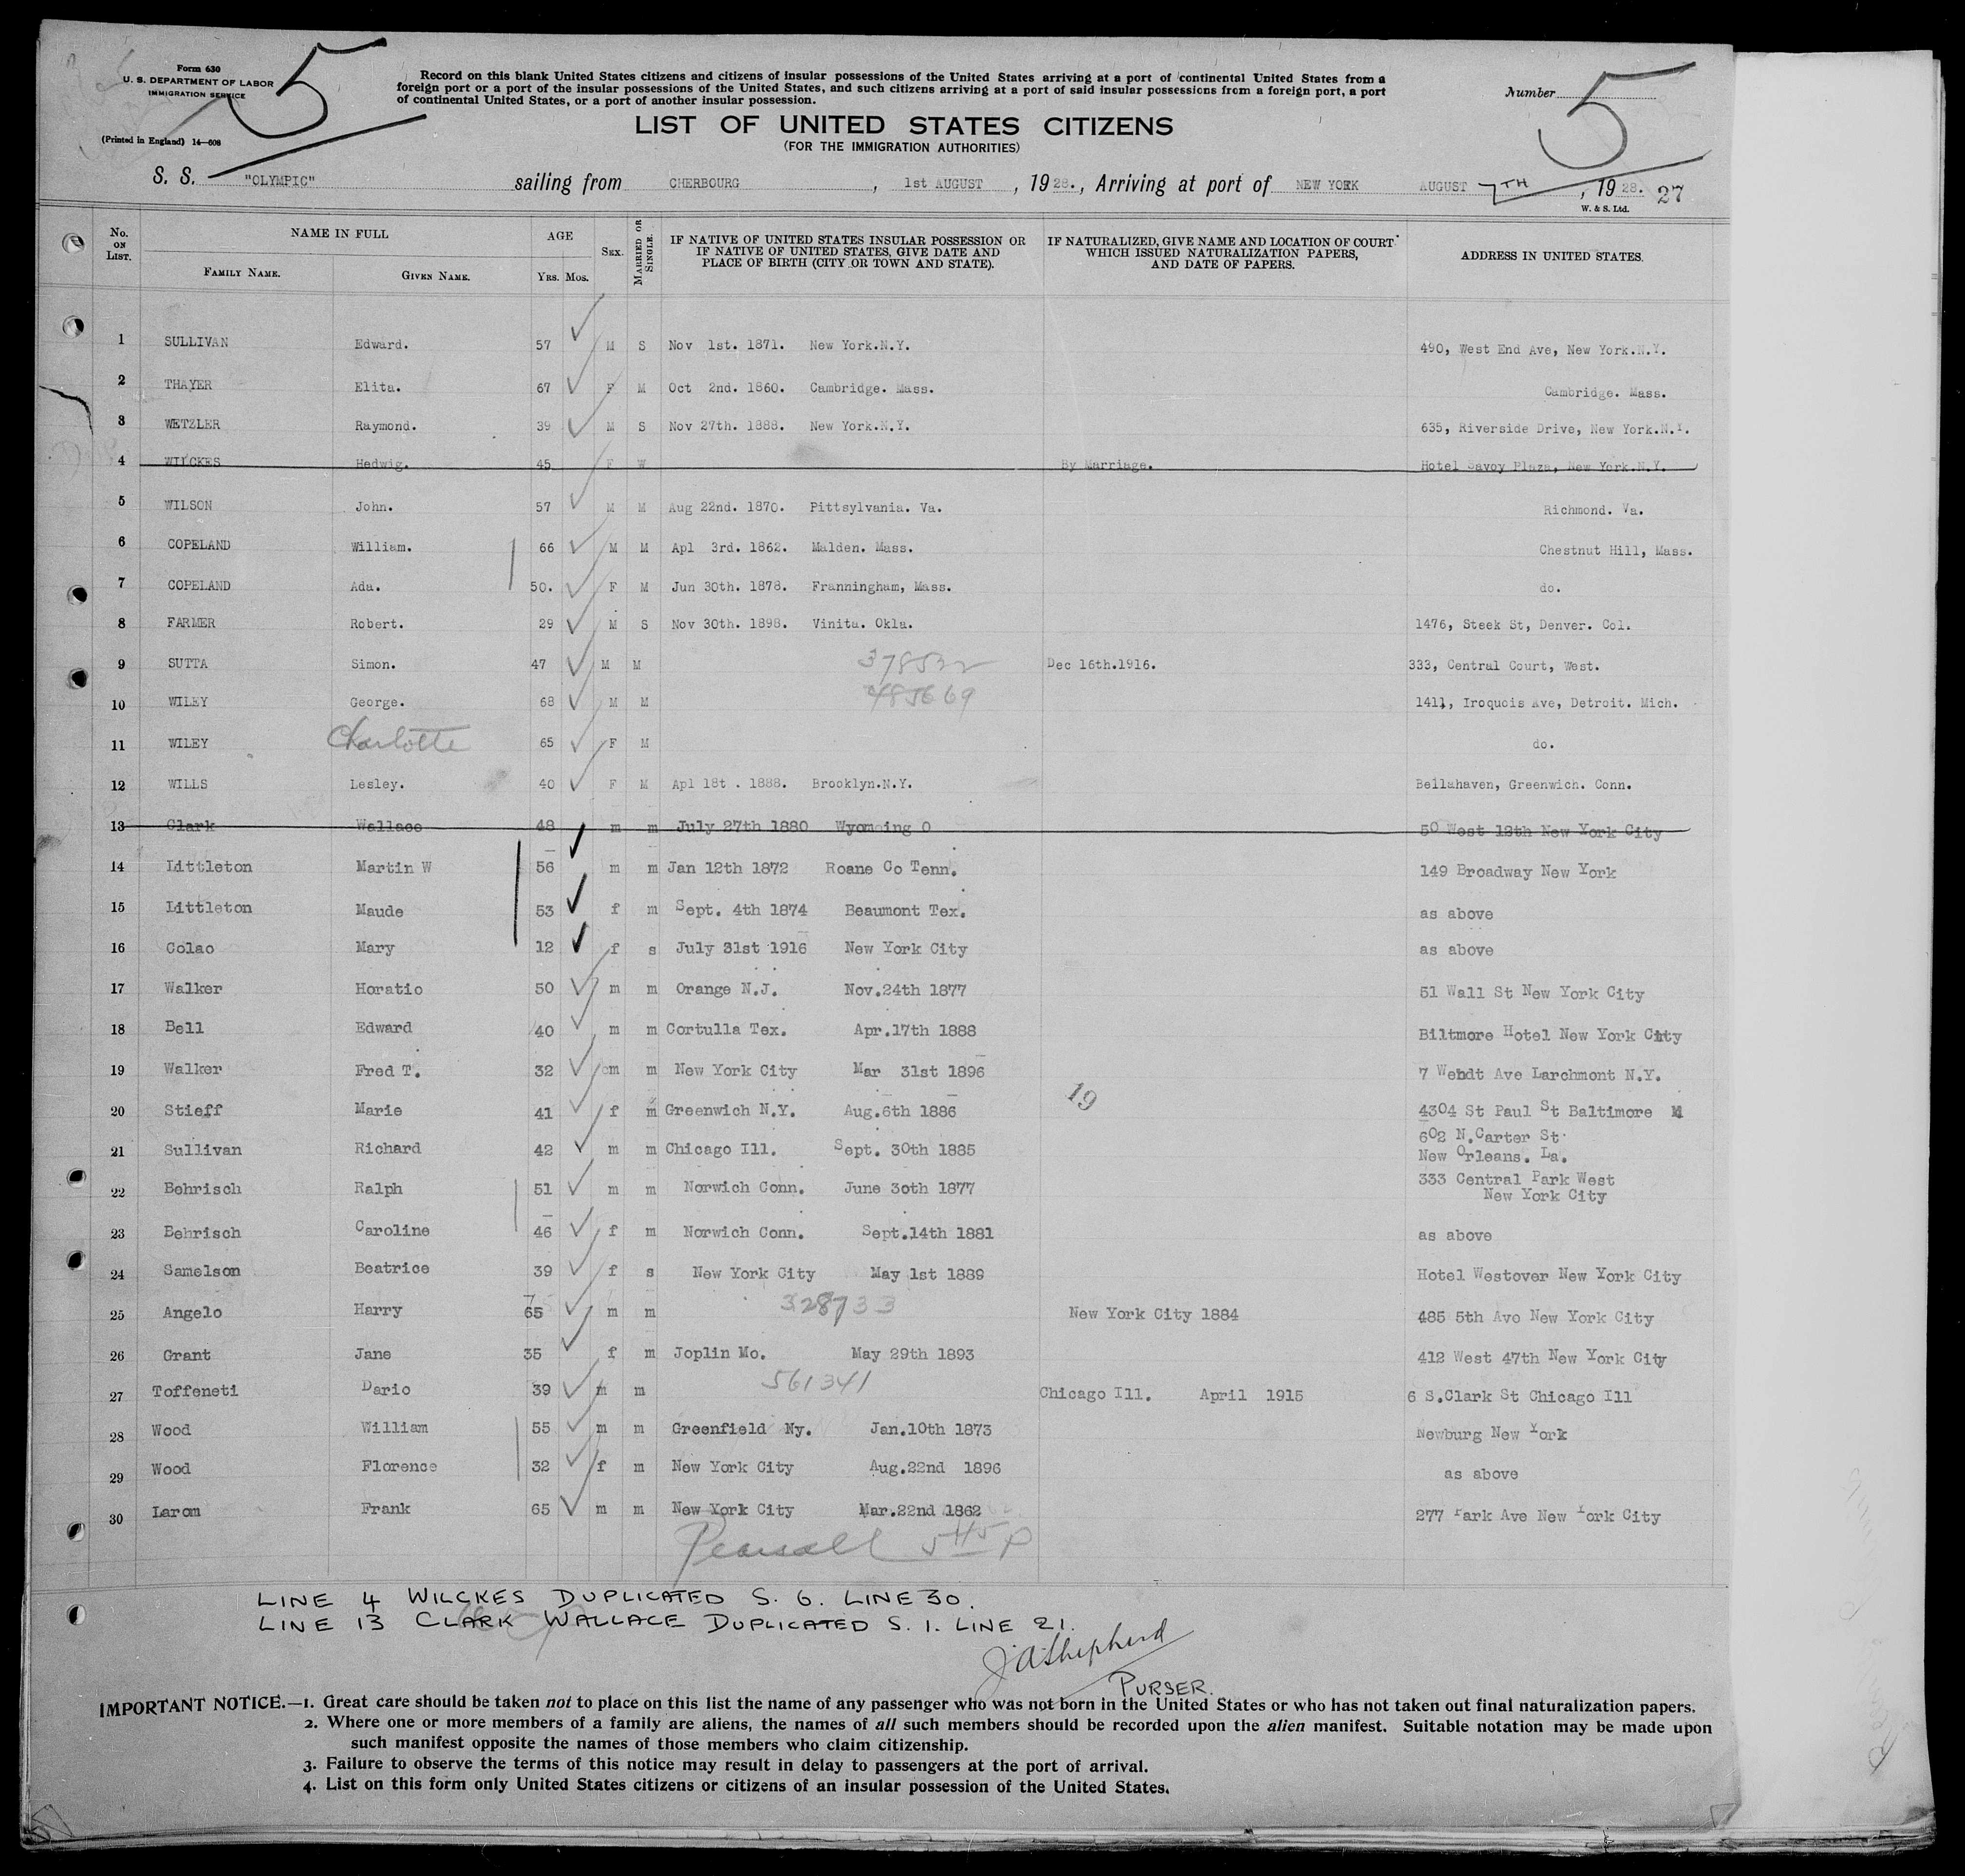 Form 630
U. S. DEPARTMENT OF LABOR
IMMIGRATION SERVICE
(Printed in England) 14—608
5
Record on this blank United States citizens and citizens of insular possessions of the United States arriving at a port of continental United States from a
foreign port or a port of the insular possessions of the United States, and such citizens arriving at a port of said insular possessions from a foreign port, a port
of continental United States, or a port of another insular possession.
Number 5
LIST OF UNITED STATES CITIZENS
(FOR THE IMMIGRATION AUTHORITIES)
S. S. "OLYMPIC" sailing from CHERBOURG , 1st AUGUST , 1928., Arriving at port of NEW YORK AUGUST 7TH , 1928. 27
W. & S. Ltd.
No. ON LIST. NAME IN FULL FAMILY NAME. GIVEN NAME. AGE YRS. MOS. SEX. MARRIED OR SINGLE. IF NATIVE OF UNITED STATES INSULAR POSSESSION OR IF NATIVE OF UNITED STATES, GIVE DATE AND PLACE OF BIRTH (CITY OR TOWN AND STATE). IF NATURALIZED, GIVE NAME AND LOCATION OF COURT WHICH ISSUED NATURALIZATION PAPERS, AND DATE OF PAPERS. ADDRESS IN UNITED STATES.
1 SULLIVAN Edward. 57 M S Nov 1st. 1871. New York.N.Y. 490, West End Ave, New York.N.Y.
2 THAYER Elita. 67 F M Oct 2nd. 1860. Cambridge. Mass. Cambridge. Mass.
3 WETZLER Raymond. 39 M S Nov 27th. 1888. New York.N.Y. 635, Riverside Drive, New York.N.Y.
4 WILCKES Hedwig. 45 F W By Marriage. Hotel Savoy Plaza, New York.N.Y.
5 WILSON John. 57 M M Aug 22nd. 1870. Pittsylvania. Va. Richmond. Va.
6 COPELAND William. 66 M M Apl 3rd. 1862. Malden. Mass. Chestnut Hill, Mass.
7 COPELAND Ada. 50. F M Jun 30th. 1878. Franningham, Mass. do.
8 FARMER Robert. 29 M S Nov 30th. 1898. Vinita. Okla. 1476, Steek St, Denver. Col.
9 SUTTA Simon. 47 M M Dec 16th.1916. 333, Central Court, West.
10 WILEY George. 68 M M 485669 1411, Iroquois Ave, Detroit. Mich.
11 WILEY Charlotte 65 F M do.
12 WILLS Lesley. 40 F M Apl 18t . 1888. Brooklyn.N.Y. Bellahaven, Greenwich. Conn.
13 Clark Wallace 48 m m July 27th 1880 Wyomoing O 50 West 12th New York City
14 Littleton Martin W 56 m m Jan 12th 1872 Roane Co Tenn. 149 Broadway New York
15 Littleton Maude 53 f m Sept. 4th 1874 Beaumont Tex. as above
16 Colao Mary 12 f s July 31st 1916 New York City as above
17 Walker Horatio 50 m m Orange N.J. Nov.24th 1877 51 Wall St New York City
18 Bell Edward 40 m m Cortulla Tex. Apr.17th 1888 Biltmore Hotel New York City
19 Walker Fred T. 32 m m New York City Mar 31st 1896 7 Wendt Ave Larchmont N.Y.
19
20 Stieff Marie 41 f m Greenwich N.Y. Aug.6th 1886 4304 St Paul St Baltimore M
21 Sullivan Richard 42 m m Chicago Ill. Sept. 30th 1885 602 N.Carter St
New Orleans. La.
22 Behrisch Ralph 51 m m Norwich Conn. June 30th 1877 333 Central Park West
New York City
23 Behrisch Caroline 46 f m Norwich Conn. Sept.14th 1881 as above
24 Samelson Beatrice 39 f s New York City May 1st 1889 Hotel Westover New York City
25 Angelo Harry 65 m m 328733 New York City 1884 485 5th Ave New York City
26 Grant Jane 35 f m Joplin Mo. May 29th 1893 412 West 47th New York City
27 Toffeneti Dario 39 m m 561341 Chicago Ill. April 1915 6 S.Clark St Chicago Ill
28 Wood William 55 m m Greenfield Ny. Jan.10th 1873 Newburg New York
29 Wood Florence 32 f m New York City Aug.22nd 1896 as above
30 Larom Frank 65 m m New York City Mar.22nd 1862 277 Park Ave New York City
LINE 4 WILCKES DUPLICATED S. 6. LINE 30.
LINE 13 CLARK WALLACE DUPLICATED S. 1. LINE 21.
J A Shepherd
PURSER.
IMPORTANT NOTICE.—1. Great care should be taken not to place on this list the name of any passenger who was not born in the United States or who has not taken out final naturalization papers.
2. Where one or more members of a family are aliens, the names of all such members should be recorded upon the alien manifest. Suitable notation may be made upon
such manifest opposite the names of those members who claim citizenship.
3. Failure to observe the terms of this notice may result in delay to passengers at the port of arrival.
4. List on this form only United States citizens or citizens of an insular possession of the United States.